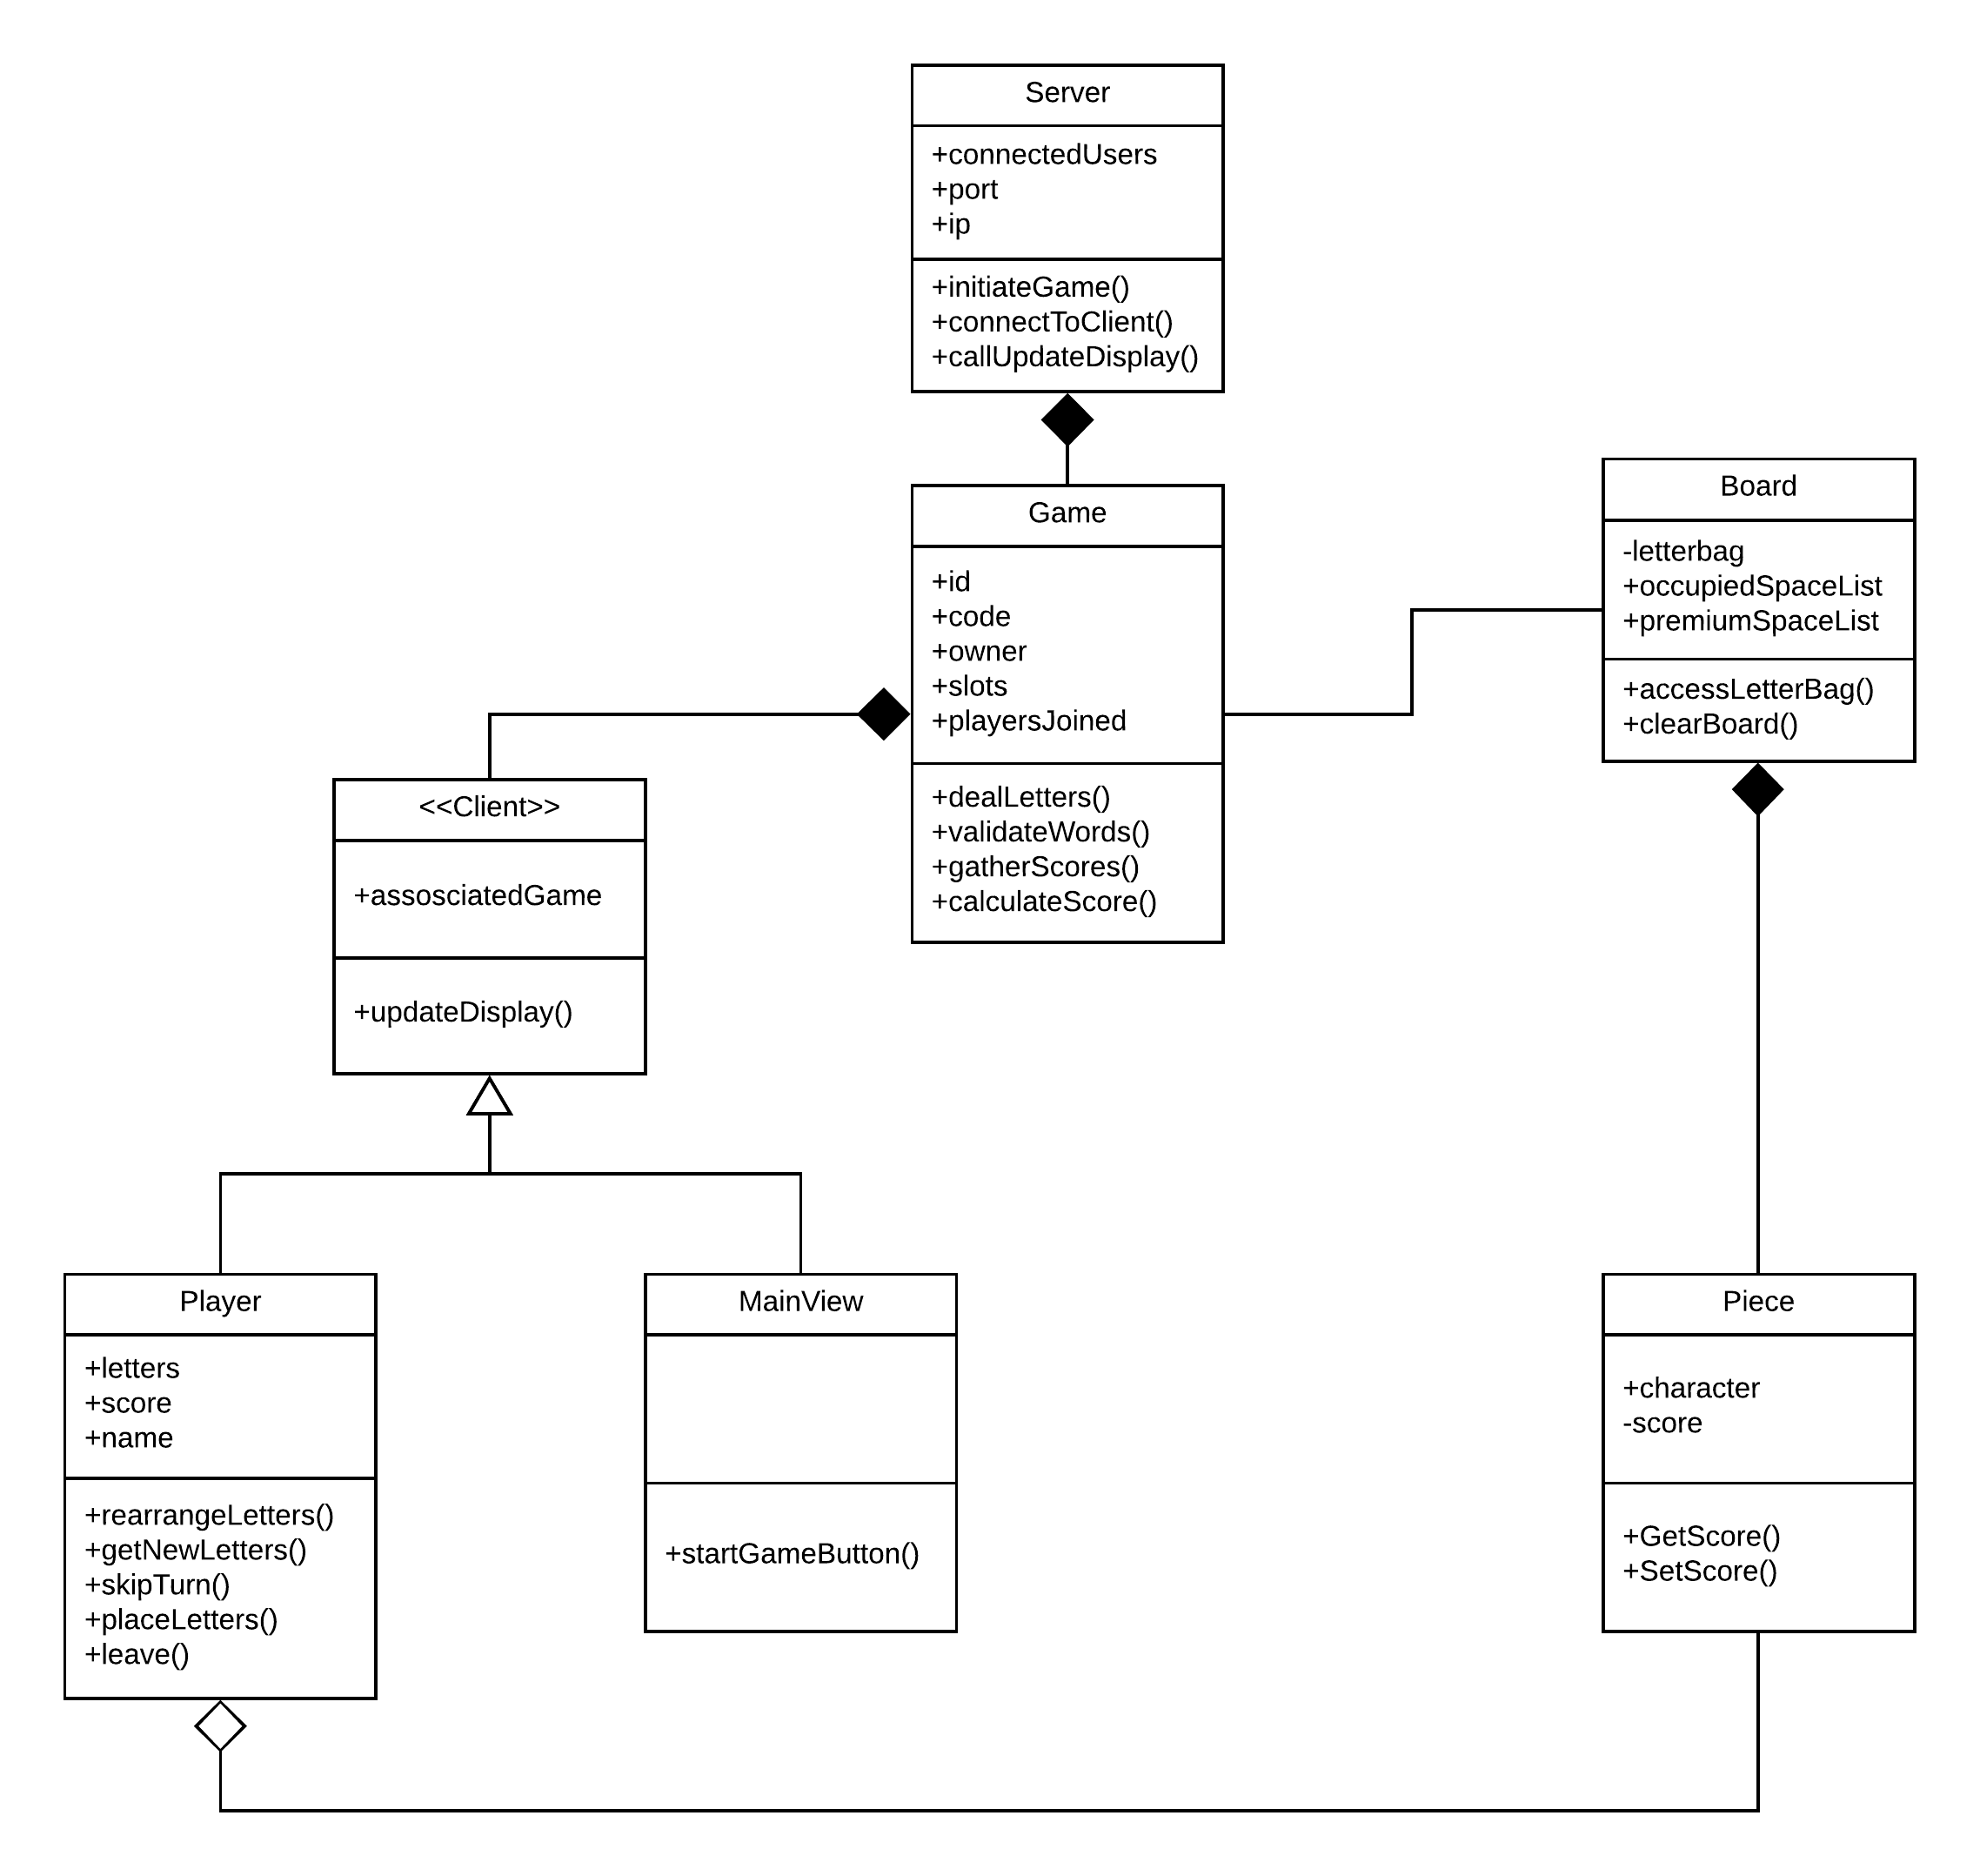 Server
+connectedUsers
+port
+ip
+initiateGame()
+connectToClient()
+callUpdateDisplay()
Game
+id
+code
+owner
+slots
+playersJoined
+dealLetters()
+validateWords()
+gatherScores()
+calculateScore()
Board
-letterbag
+occupiedSpaceList
+premiumSpaceList
+accessLetterBag()
+clearBoard()
<<Client>>
+assosciatedGame
+updateDisplay()
Player
+letters
+score
+name
+rearrangeLetters()
+getNewLetters()
+skipTurn()
+placeLetters()
+leave()
MainView
+startGameButton()
Piece
+character
-score
+GetScore()
+SetScore()